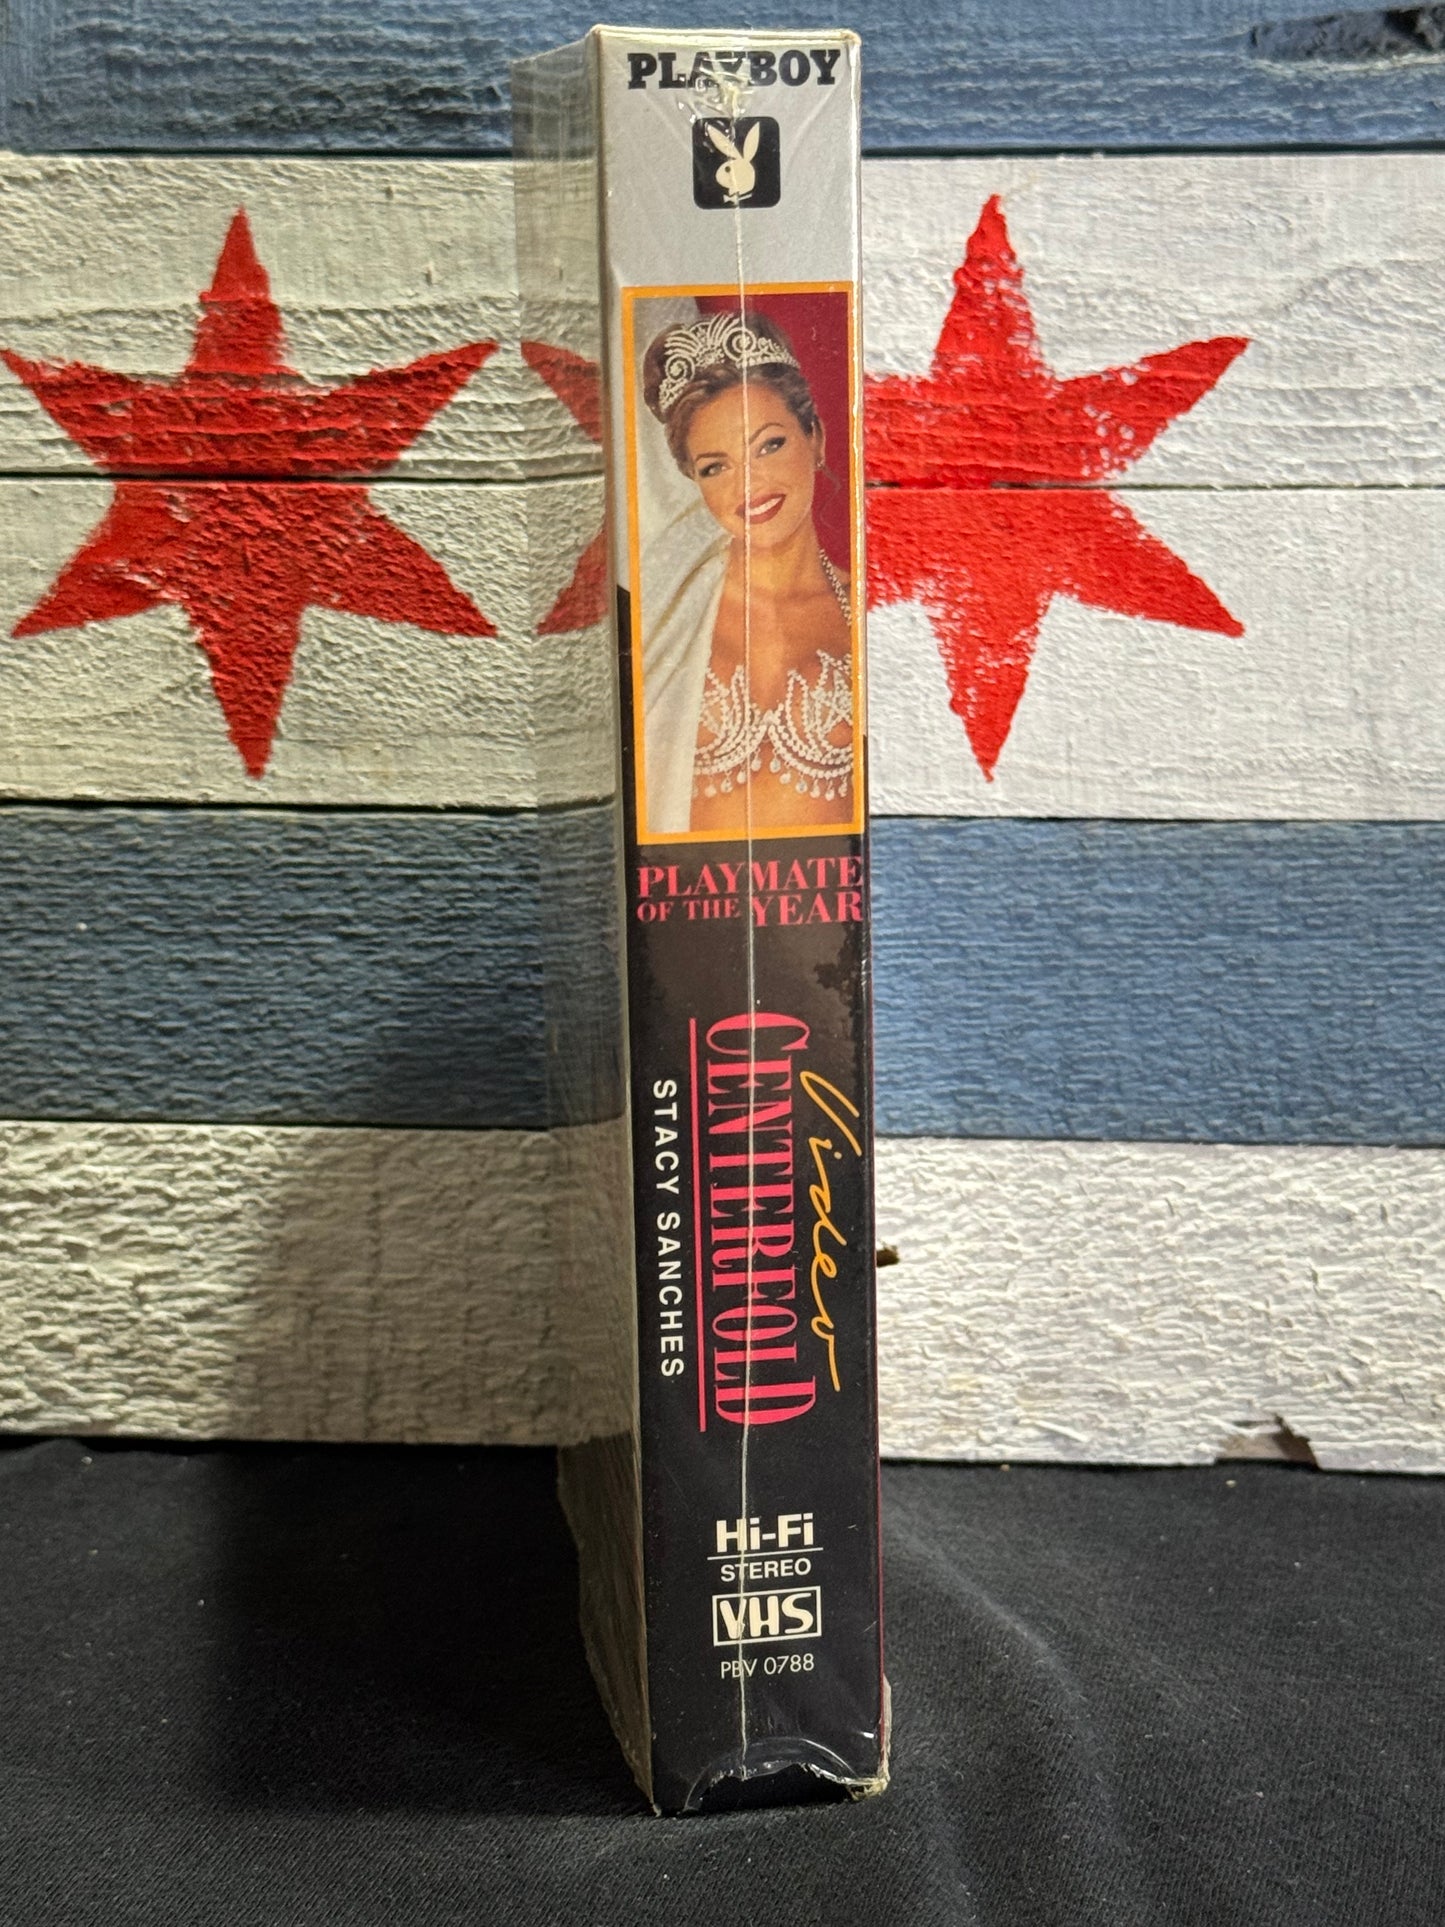 PLAYBOY
PLAYMATE
OF THE YEAR
Video
CENTERFOLD
STACY SANCHES
Hi-Fi
STEREO
VHS
PBV 0788